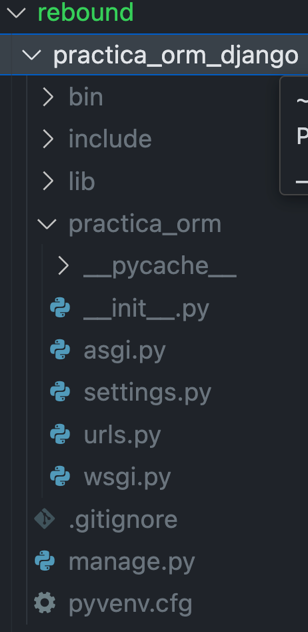 rebound
practica_orm_django
bin
include
lib
practica_orm
__pycache__
__init__.py
asgi.py
settings.py
urls.py
wsgi.py
.gitignore
manage.py
pyvenv.cfg